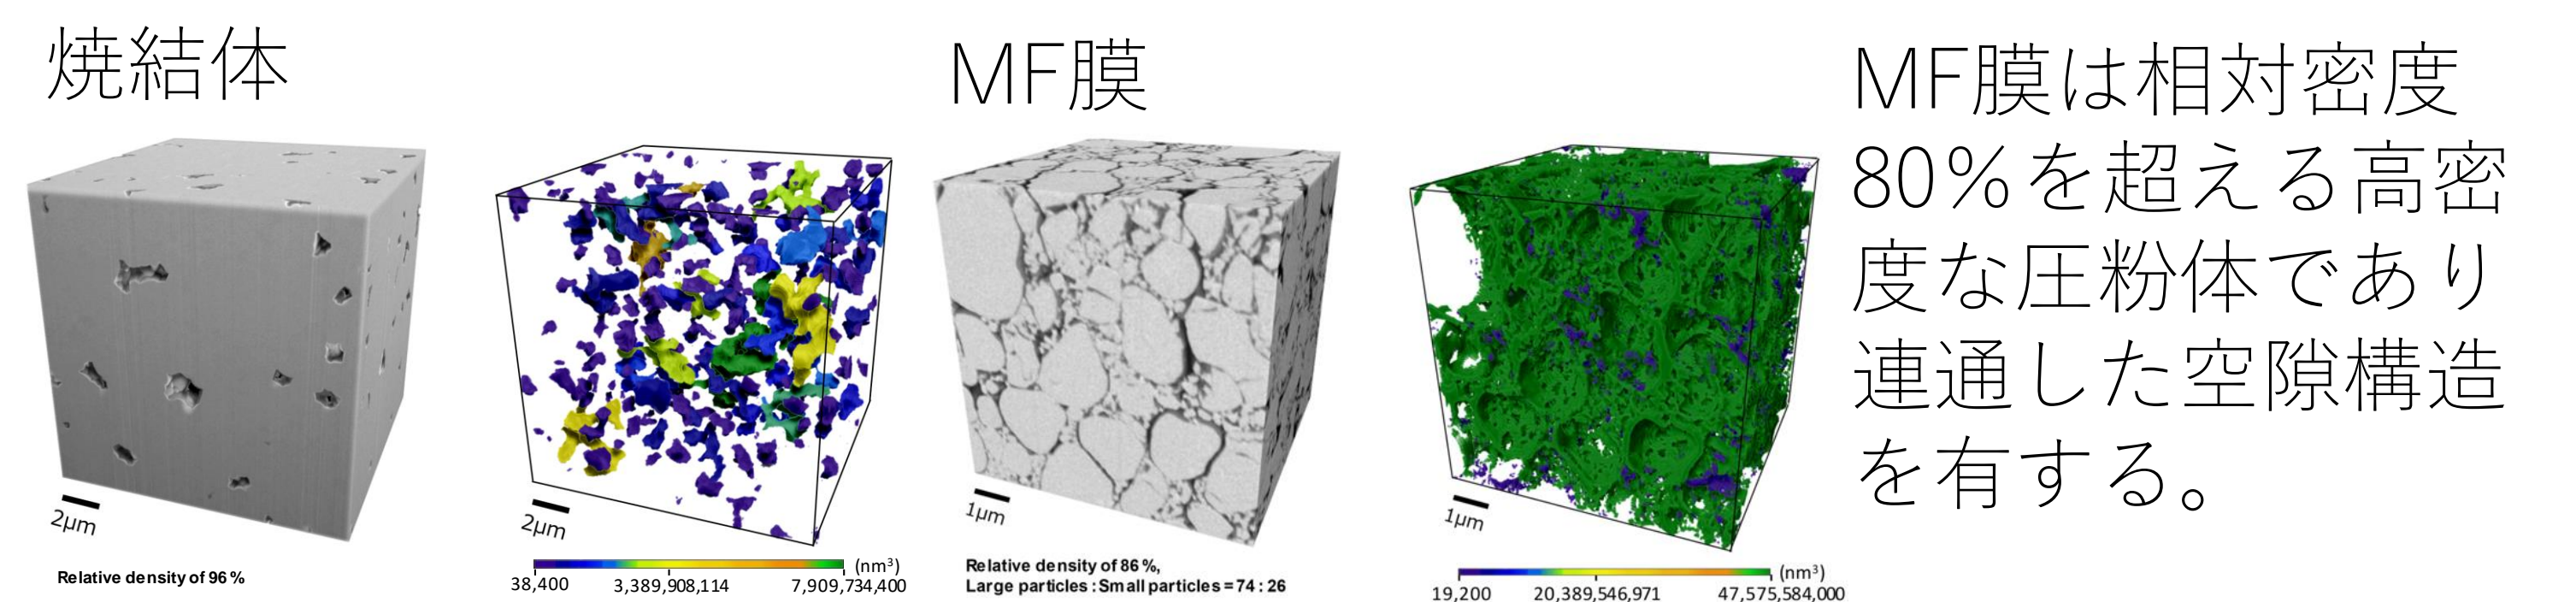 焼結体
2μm
Relative density of 96 %
2μm
(nm³)
38,400 3,389,908,114 7,909,734,400
MF膜
1μm
Relative density of 86 %,
Large particles : Small particles = 74 : 26
1μm
(nm³)
19,200 20,389,546,971 47,575,584,000
MF膜は相対密度
80%を超える高密
度な圧粉体であり
連通した空隙構造
を有する。